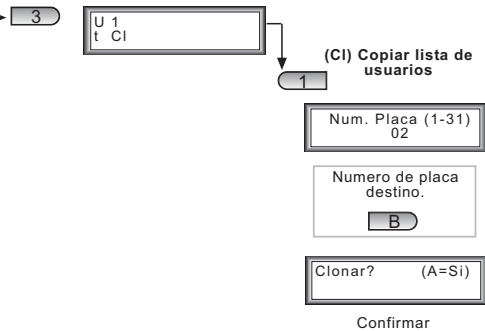 3
U 1
t Cl
(Cl) Copiar lista de
usuarios
1
Num. Placa (1-31)
02
Numero de placa
destino.
B
Clonar? (A=Si)
Confirmar